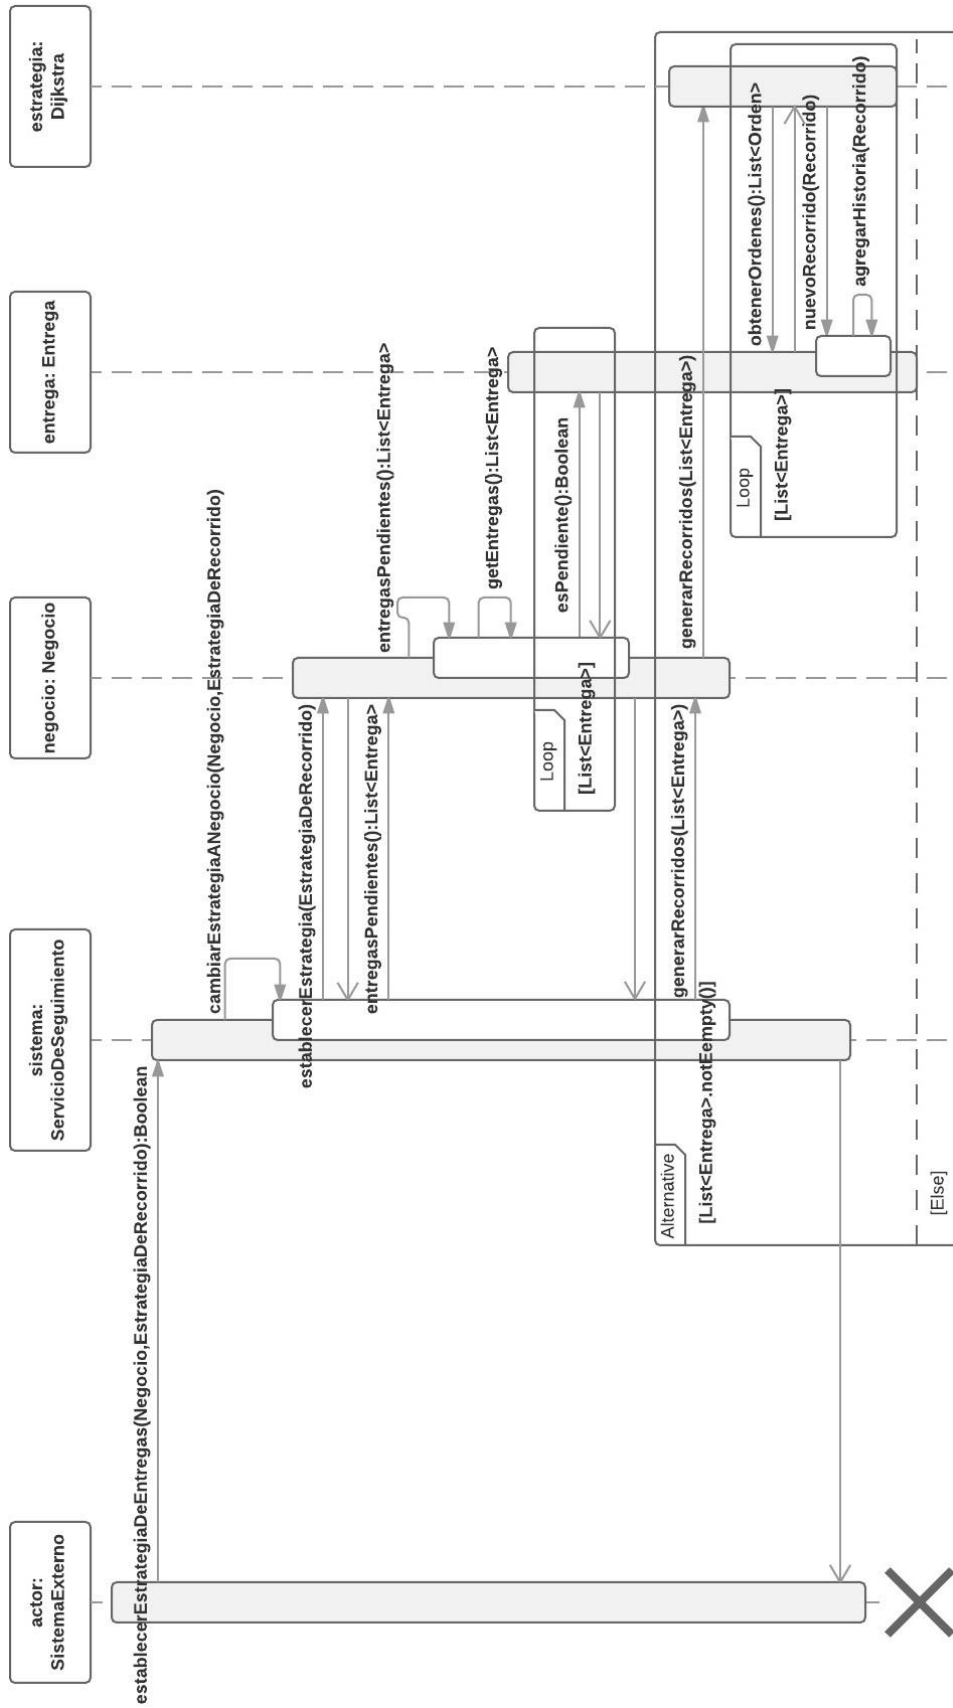 actor:
SistemaExterno
sistema:
ServicioDeSeguimiento
negocio: Negocio
entrega: Entrega
estrategia:
Dijkstra
establecerEstrategiaDeEntregas(Negocio,EstrategiaDeRecorrido):Boolean
cambiarEstrategiaANegocio(Negocio,EstrategiaDeRecorrido)
establecerEstrategia(EstrategiaDeRecorrido)
entregasPendientes():List<Entrega>
entregasPendientes():List<Entrega>
getEntregas():List<Entrega>
Loop
[List<Entrega>]
esPendiente():Boolean
Alternative
[List<Entrega>.notEempty()]
generarRecorridos(List<Entrega>)
generarRecorridos(List<Entrega>)
Loop
[List<Entrega>]
obtenerOrdenes():List<Orden>
nuevoRecorrido(Recorrido)
agregarHistoria(Recorrido)
[Else]